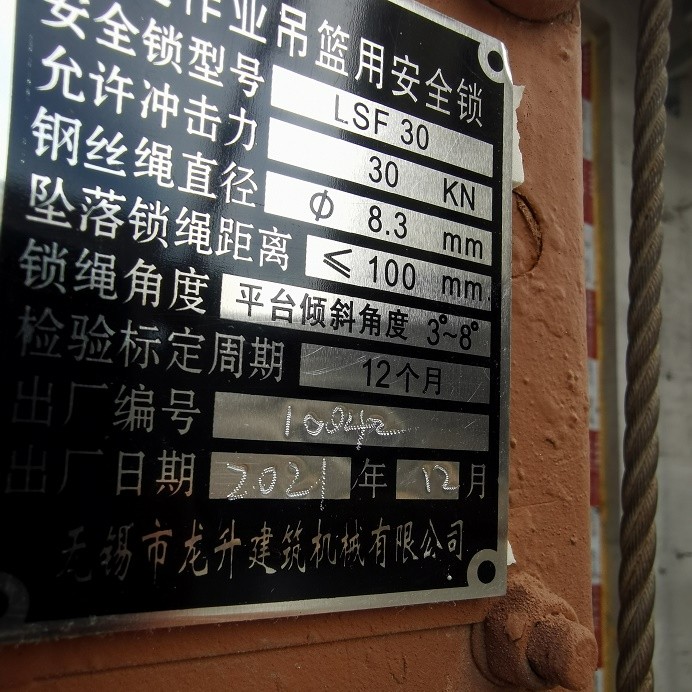 作业吊篮用安全锁
安全锁型号 LSF 30
允许冲击力 30 KN
钢丝绳直径 Φ 8.3 mm
坠落锁绳距离 ≤ 100 mm
锁绳角度 平台倾斜角度 3°~8°
检验标定周期 12个月
出厂编号 10042
出厂日期 2021 年 12 月
无锡市龙升建筑机械有限公司